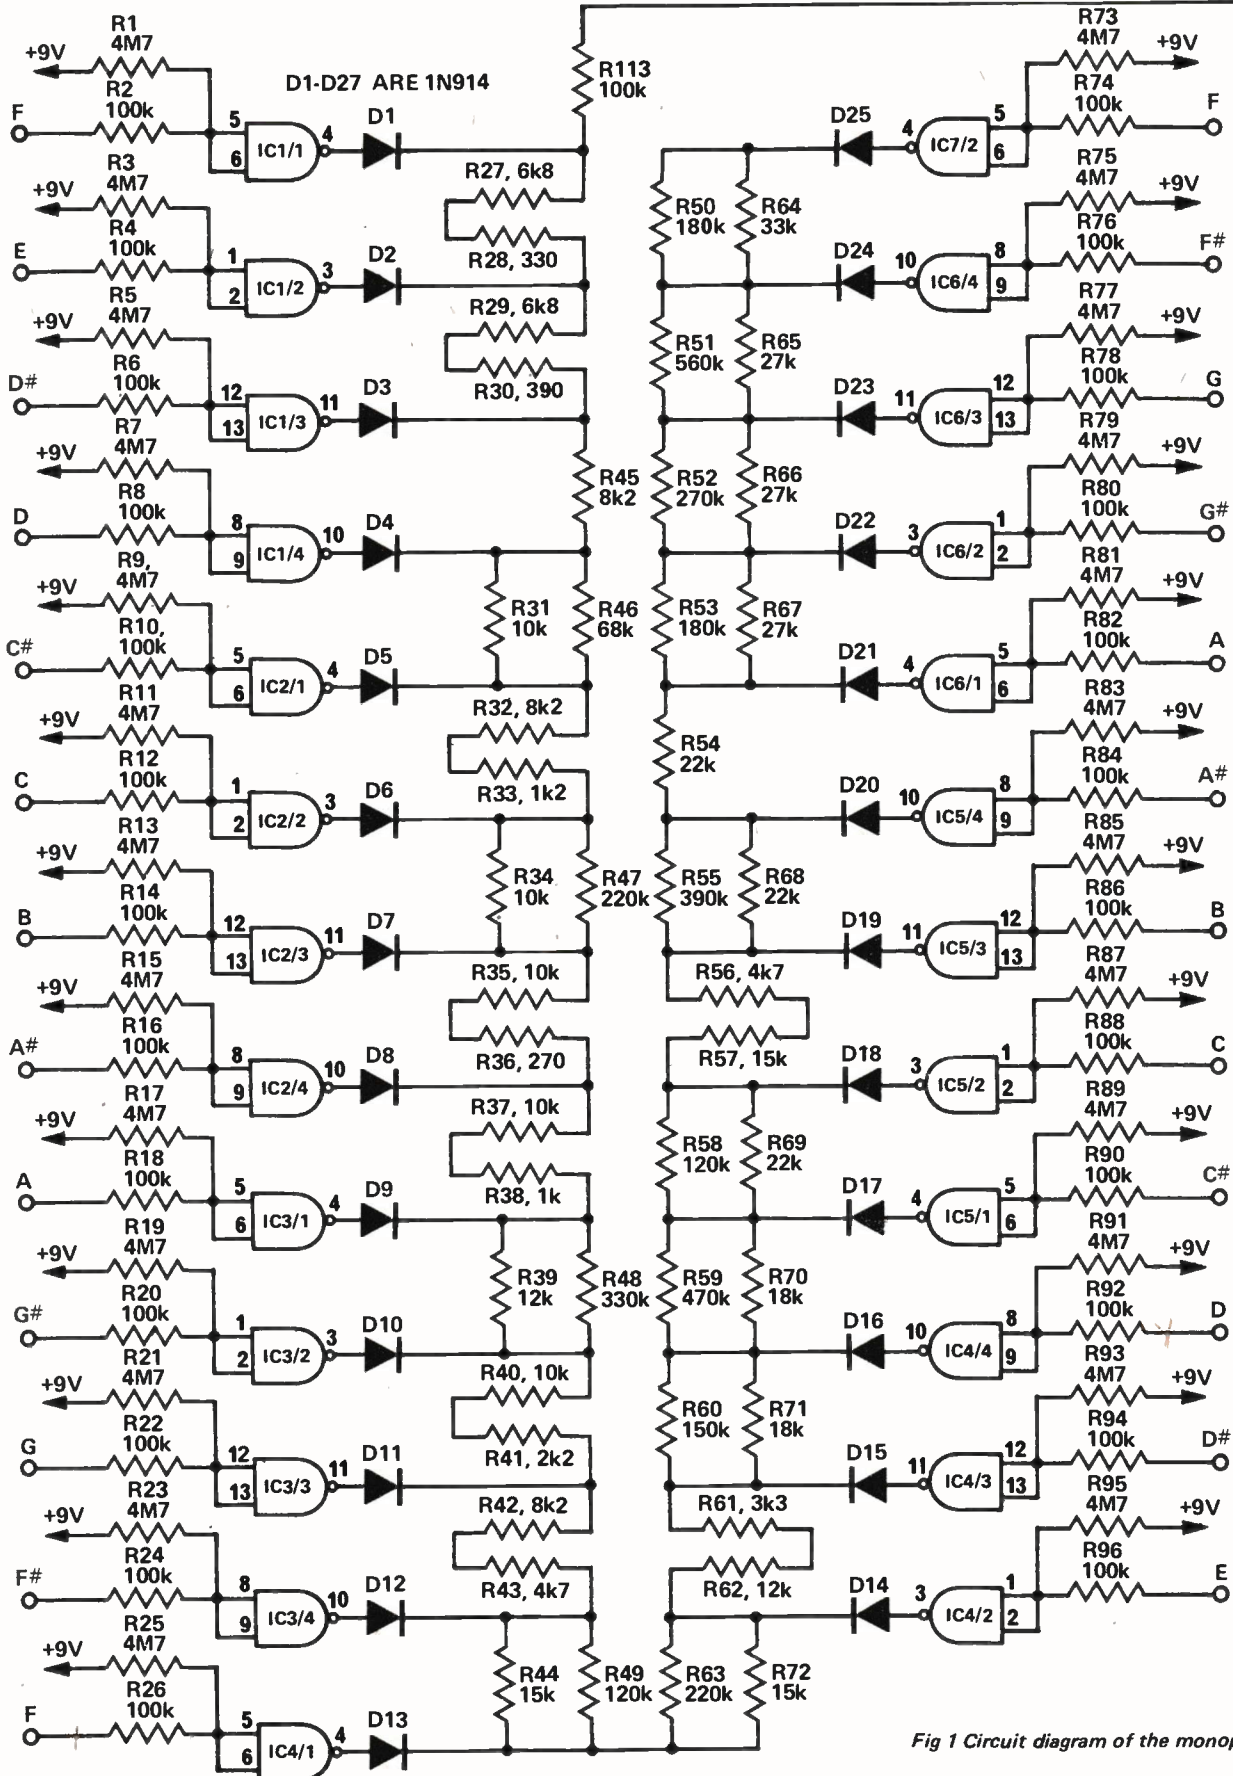 R1
4M7
+9V
R2
100k
F
5
6
IC1/1
4
D1
D1-D27 ARE 1N914
R113
100k
R3
4M7
+9V
R4
100k
E
1
2
IC1/2
3
D2
R27, 6k8
R28, 330
R5
4M7
+9V
R6
100k
D#
12
13
IC1/3
11
D3
R29, 6k8
R30, 390
R7
4M7
+9V
R8
100k
D
8
9
IC1/4
10
D4
R45
8k2
R9,
4M7
+9V
R10,
100k
C#
5
6
IC2/1
4
D5
R31
10k
R46
68k
R11
4M7
+9V
R12
100k
C
1
2
IC2/2
3
D6
R32, 8k2
R33, 1k2
R13
4M7
+9V
R14
100k
B
12
13
IC2/3
11
D7
R34
10k
R47
220k
R15
4M7
+9V
R16
100k
A#
8
9
IC2/4
10
D8
R35, 10k
R36, 270
R17
4M7
+9V
R18
100k
A
5
6
IC3/1
4
D9
R37, 10k
R38, 1k
R19
4M7
+9V
R20
100k
G#
1
2
IC3/2
3
D10
R39
12k
R48
330k
R21
4M7
+9V
R22
100k
G
12
13
IC3/3
11
D11
R40, 10k
R41, 2k2
R23
4M7
+9V
R24
100k
F#
8
9
IC3/4
10
D12
R42, 8k2
R43, 4k7
R25
4M7
+9V
R26
100k
F
5
6
IC4/1
4
D13
R44
15k
R49
120k
R73
4M7
+9V
R74
100k
F
5
6
IC7/2
4
D25
R50
180k
R64
33k
R75
4M7
+9V
R76
100k
F#
8
9
IC6/4
10
D24
R51
560k
R65
27k
R77
4M7
+9V
R78
100k
G
12
13
IC6/3
11
D23
R52
270k
R66
27k
R79
4M7
+9V
R80
100k
G#
1
2
IC6/2
3
D22
R53
180k
R67
27k
R81
4M7
+9V
R82
100k
A
5
6
IC6/1
4
D21
R54
22k
R83
4M7
+9V
R84
100k
A#
8
9
IC5/4
10
D20
R55
390k
R68
22k
R85
4M7
+9V
R86
100k
B
12
13
IC5/3
11
D19
R56, 4k7
R57, 15k
R87
4M7
+9V
R88
100k
C
1
2
IC5/2
3
D18
R58
120k
R69
22k
R89
4M7
+9V
R90
100k
C#
5
6
IC5/1
4
D17
R59
470k
R70
18k
R91
4M7
+9V
R92
100k
D
8
9
IC4/4
10
D16
R60
150k
R71
18k
R93
4M7
+9V
R94
100k
D#
12
13
IC4/3
11
D15
R61, 3k3
R62, 12k
R95
4M7
+9V
R96
100k
E
1
2
IC4/2
3
D14
R63
220k
R72
15k
Fig 1 Circuit diagram of the monop